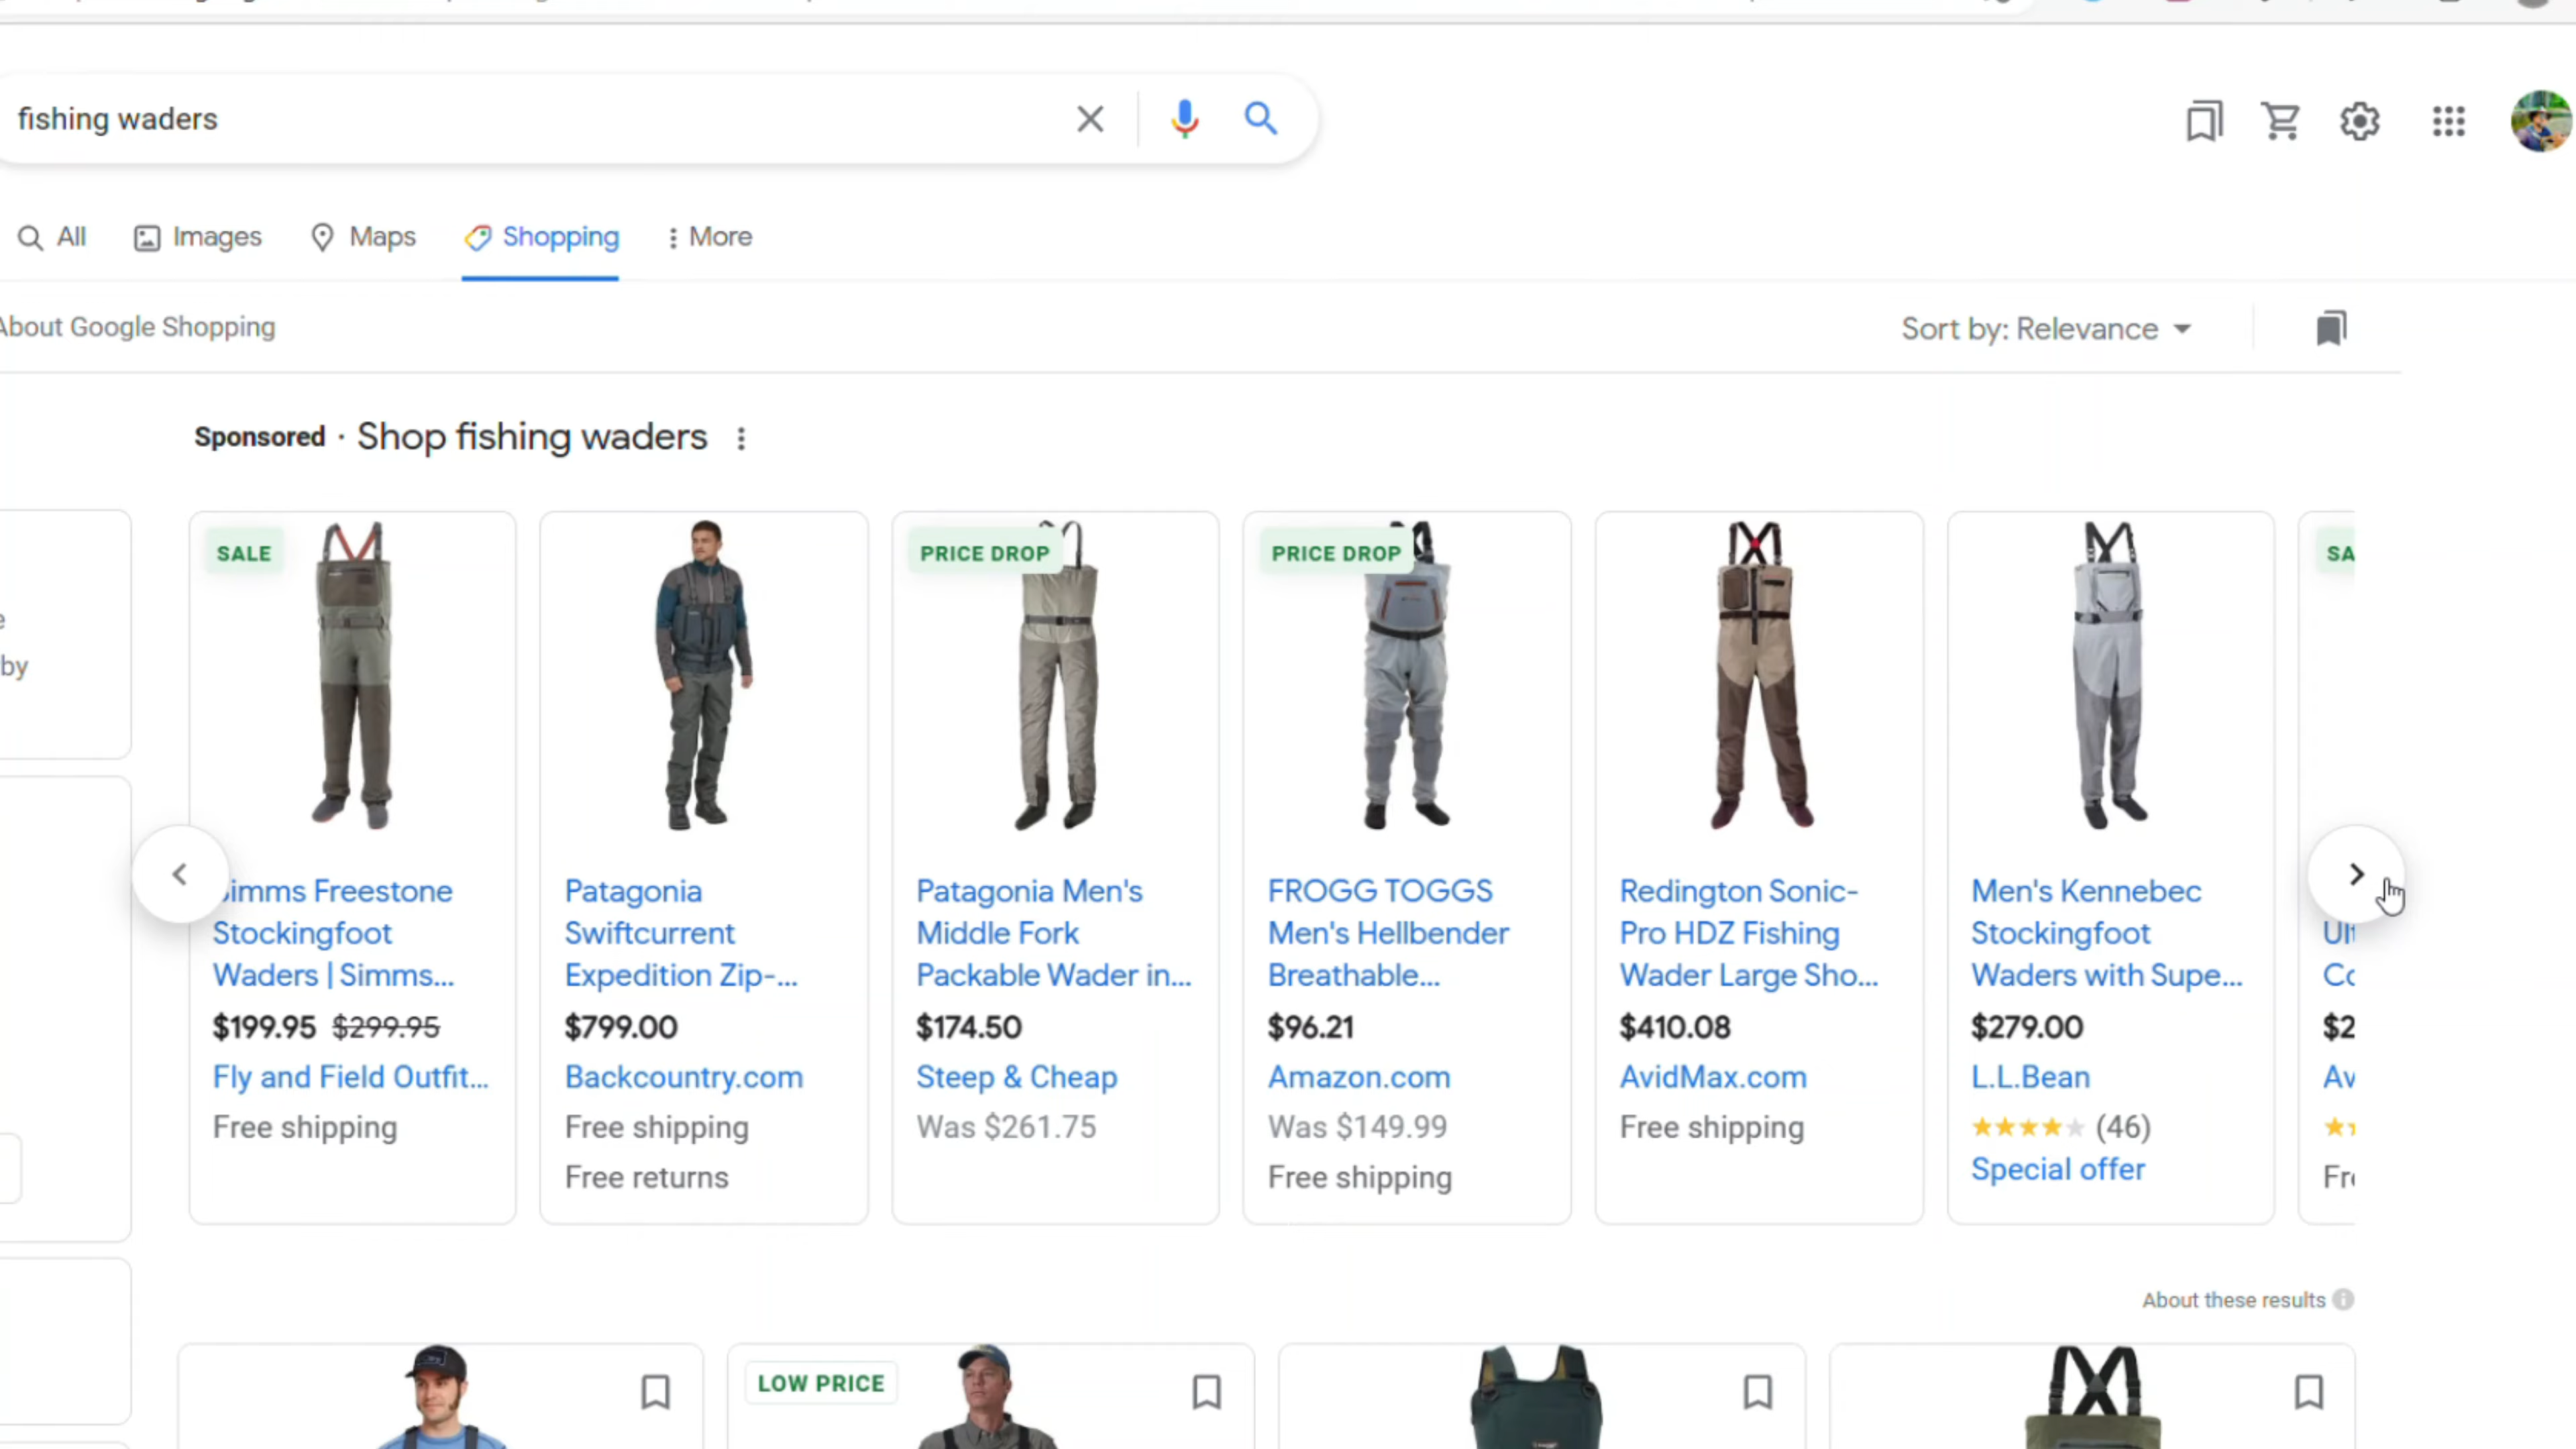 fishing waders
All Images Maps Shopping More
About Google Shopping
Sort by: Relevance
Sponsored · Shop fishing waders
by
SALE
Simms Freestone
Stockingfoot
Waders | Simms...
$199.95 $299.95
Fly and Field Outfit...
Free shipping
Patagonia
Swiftcurrent
Expedition Zip-...
$799.00
Backcountry.com
Free shipping
Free returns
PRICE DROP
Patagonia Men's
Middle Fork
Packable Wader in...
$174.50
Steep & Cheap
Was $261.75
PRICE DROP
FROGG TOGGS
Men's Hellbender
Breathable...
$96.21
Amazon.com
Was $149.99
Free shipping
Redington Sonic-
Pro HDZ Fishing
Wader Large Sho...
$410.08
AvidMax.com
Free shipping
Men's Kennebec
Stockingfoot
Waders with Supe...
$279.00
L.L.Bean
(46)
Special offer
SA
Ult
Co
$2
Av
Fre
About these results
LOW PRICE